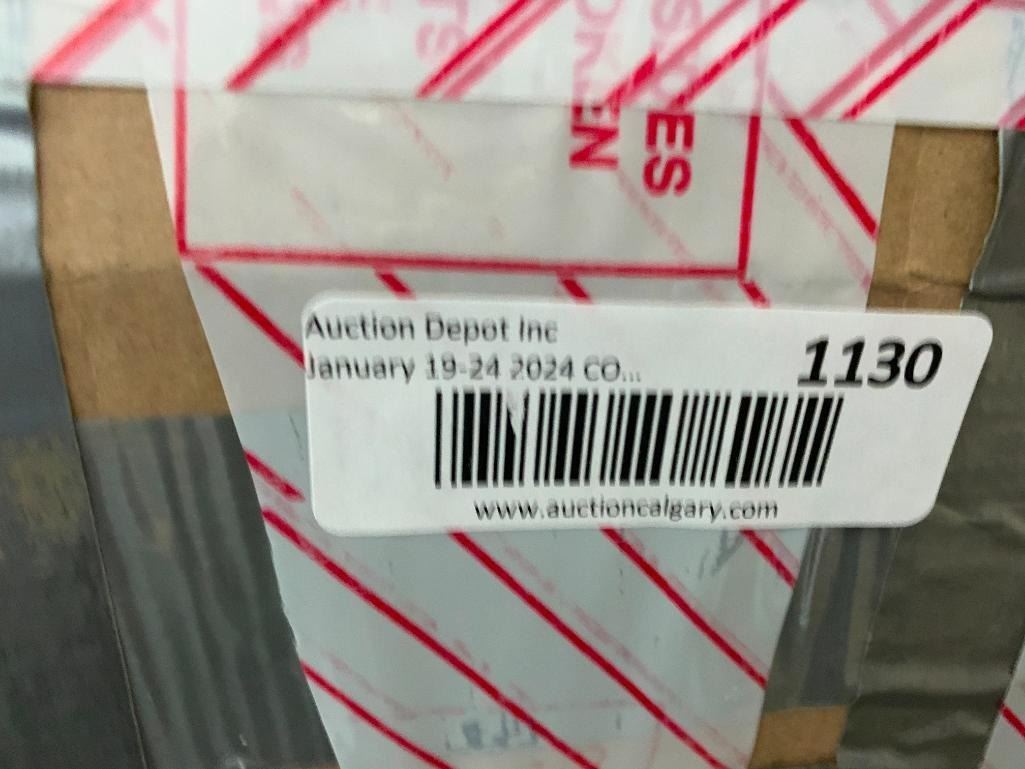 Auction Depot Inc
January 19-24 2024 CO...
1130
www.auctioncalgary.com